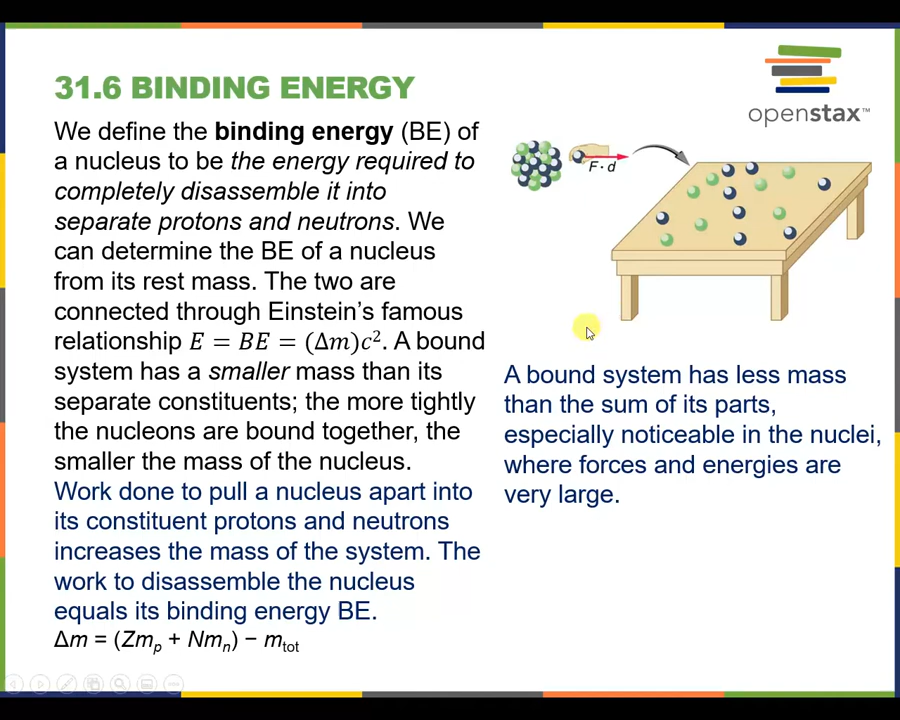 31.6 BINDING ENERGY
We define the binding energy (BE) of
a nucleus to be the energy required to
completely disassemble it into
separate protons and neutrons. We
can determine the BE of a nucleus
from its rest mass. The two are
connected through Einstein's famous
relationship E = BE = (Δm)c². A bound
system has a smaller mass than its
separate constituents; the more tightly
the nucleons are bound together, the
smaller the mass of the nucleus.
Work done to pull a nucleus apart into
its constituent protons and neutrons
increases the mass of the system. The
work to disassemble the nucleus
equals its binding energy BE.
Δm = (Zmₚ + Nmₙ) − mtot
openstax™
F · d
A bound system has less mass
than the sum of its parts,
especially noticeable in the nuclei,
where forces and energies are
very large.